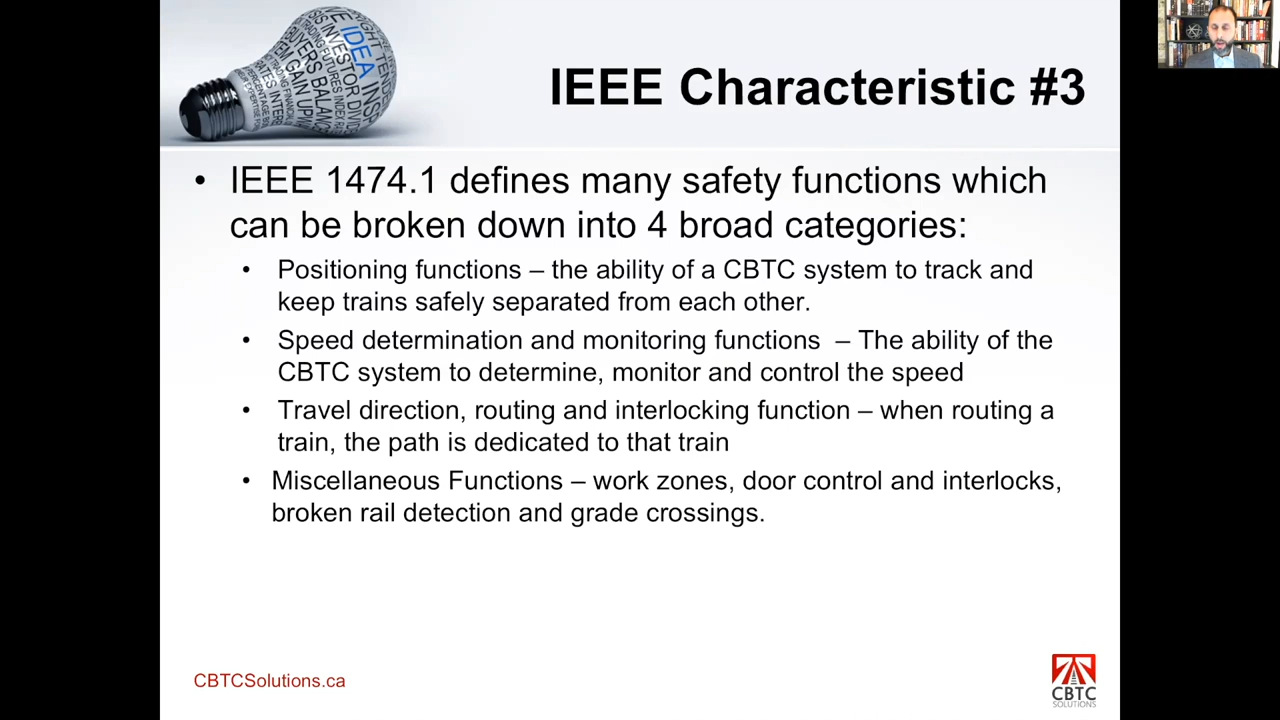 IDEA
IEEE Characteristic #3
• IEEE 1474.1 defines many safety functions which
can be broken down into 4 broad categories:
• Positioning functions – the ability of a CBTC system to track and
keep trains safely separated from each other.
• Speed determination and monitoring functions – The ability of the
CBTC system to determine, monitor and control the speed
• Travel direction, routing and interlocking function – when routing a
train, the path is dedicated to that train
• Miscellaneous Functions – work zones, door control and interlocks,
broken rail detection and grade crossings.
CBTCSolutions.ca
CBTC
SOLUTIONS